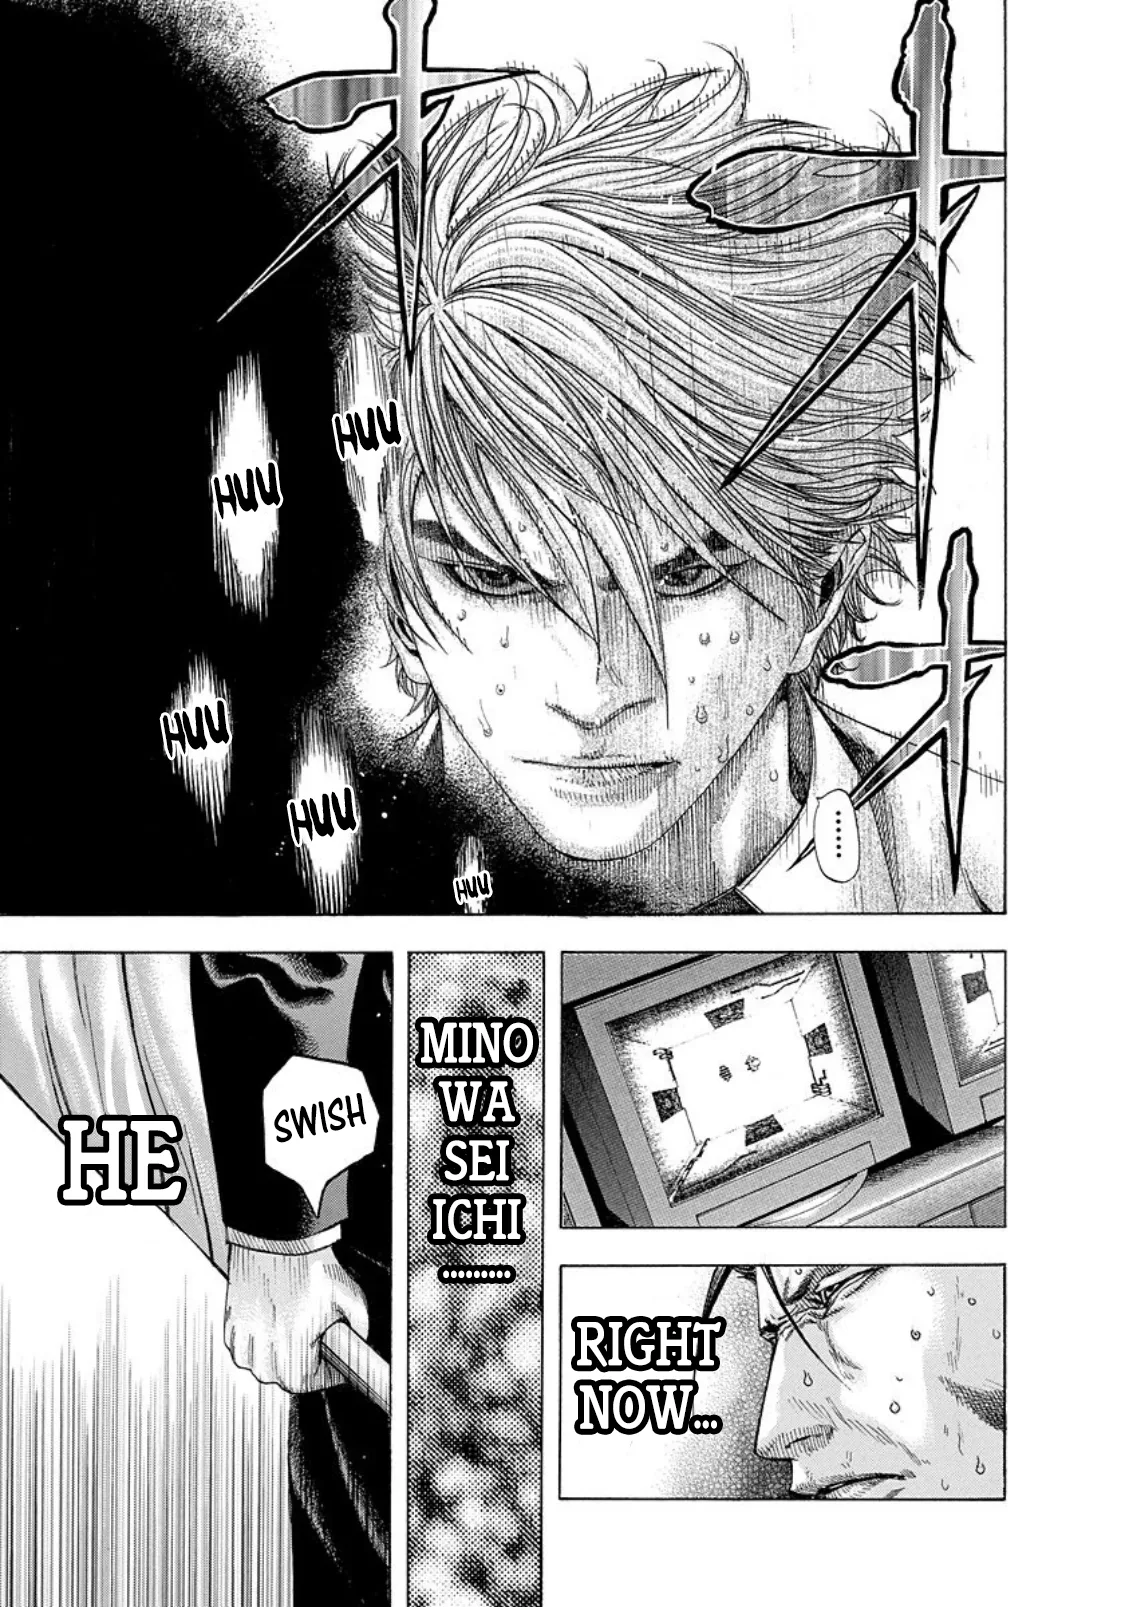 オ
オ
オ
HUU
HUU
HUU
HUU
HUU
........
RIGHT
NOW...
MINO
WA
SEI
ICHI
..........
SWISH
HE